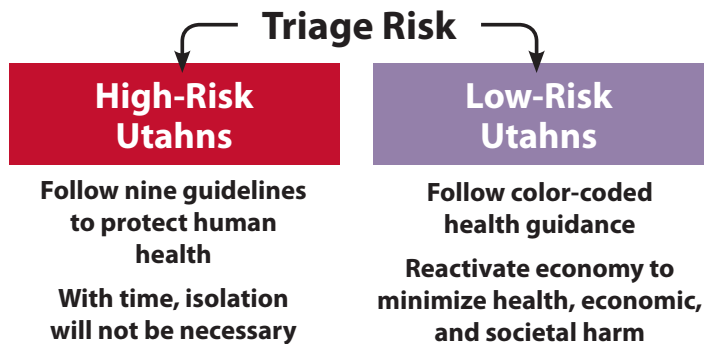 Triage Risk
High-Risk
Utahns
Follow nine guidelines
to protect human
health
With time, isolation
will not be necessary
Low-Risk
Utahns
Follow color-coded
health guidance
Reactivate economy to
minimize health, economic,
and societal harm